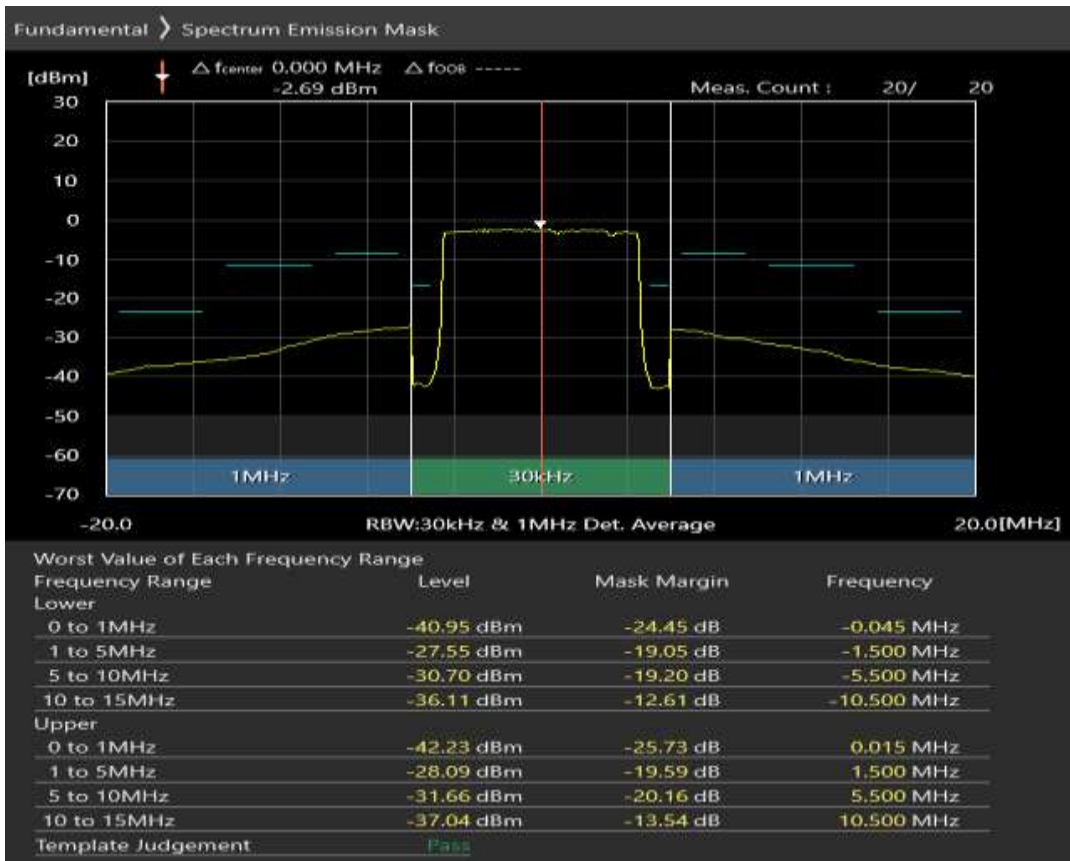 Fundamental ❯ Spectrum Emission Mask
[dBm] △ fcenter 0.000 MHz △ fOOB -----
-2.69 dBm Meas. Count : 20/ 20
30
20
10
0
-10
-20
-30
-40
-50
-60
1MHz 30kHz 1MHz
-70
-20.0 RBW:30kHz & 1MHz Det. Average 20.0[MHz]
Worst Value of Each Frequency Range
Frequency Range Level Mask Margin Frequency
Lower
0 to 1MHz -40.95 dBm -24.45 dB -0.045 MHz
1 to 5MHz -27.55 dBm -19.05 dB -1.500 MHz
5 to 10MHz -30.70 dBm -19.20 dB -5.500 MHz
10 to 15MHz -36.11 dBm -12.61 dB -10.500 MHz
Upper
0 to 1MHz -42.23 dBm -25.73 dB 0.015 MHz
1 to 5MHz -28.09 dBm -19.59 dB 1.500 MHz
5 to 10MHz -31.66 dBm -20.16 dB 5.500 MHz
10 to 15MHz -37.04 dBm -13.54 dB 10.500 MHz
Template Judgement Pass